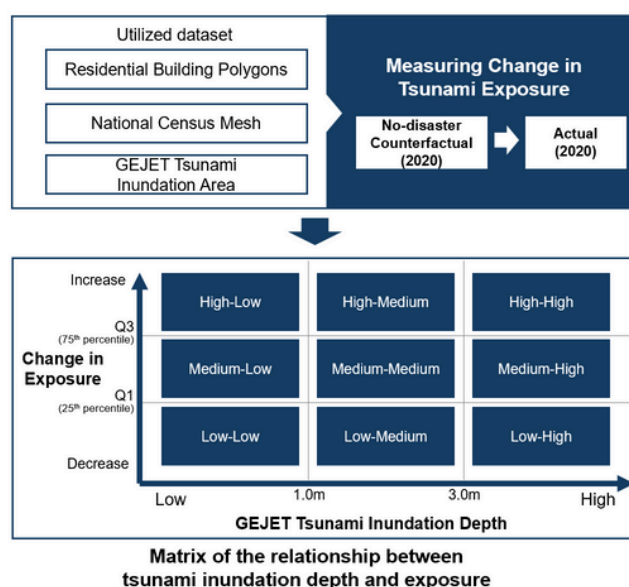 Utilized dataset
Residential Building Polygons
National Census Mesh
GEJET Tsunami
Inundation Area
Measuring Change in
Tsunami Exposure
No-disaster
Counterfactual
(2020)
Actual
(2020)
Increase
Q3
(75th percentile)
Change in
Exposure
Q1
(25th percentile)
Decrease
High-Low
High-Medium
High-High
Medium-Low
Medium-Medium
Medium-High
Low-Low
Low-Medium
Low-High
Low
1.0m
3.0m
High
GEJET Tsunami Inundation Depth
Matrix of the relationship between
tsunami inundation depth and exposure